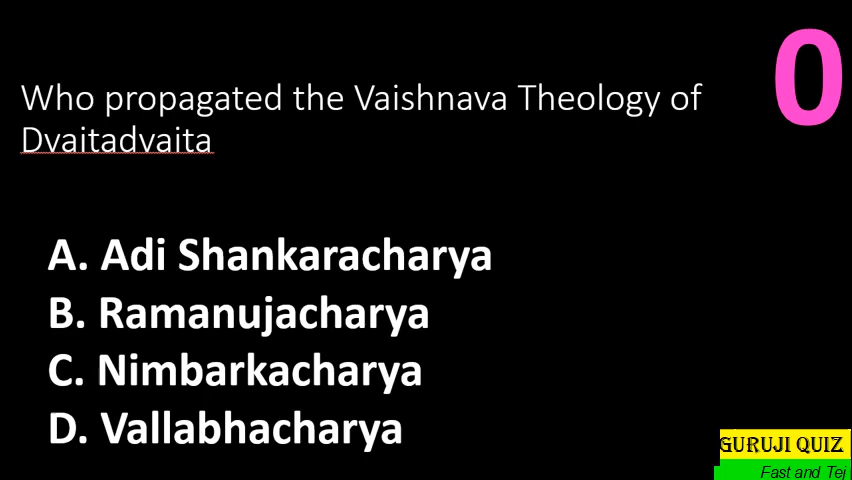 0
Who propagated the Vaishnava Theology of
Dvaitadvaita
A. Adi Shankaracharya
B. Ramanujacharya
C. Nimbarkacharya
D. Vallabhacharya
GURUJI QUIZ
Fast and Tej